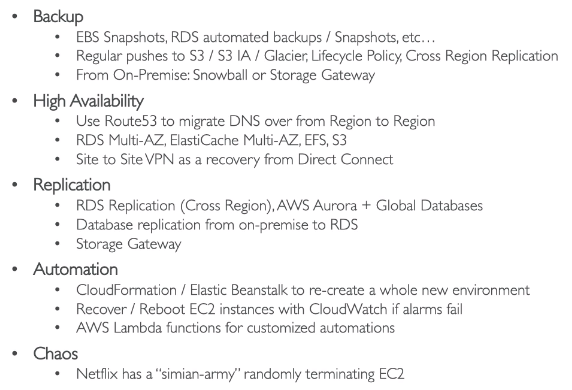 • Backup
• EBS Snapshots, RDS automated backups / Snapshots, etc…
• Regular pushes to S3 / S3 IA / Glacier, Lifecycle Policy, Cross Region Replication
• From On-Premise: Snowball or Storage Gateway
• High Availability
• Use Route53 to migrate DNS over from Region to Region
• RDS Multi-AZ, ElastiCache Multi-AZ, EFS, S3
• Site to Site VPN as a recovery from Direct Connect
• Replication
• RDS Replication (Cross Region), AWS Aurora + Global Databases
• Database replication from on-premise to RDS
• Storage Gateway
• Automation
• CloudFormation / Elastic Beanstalk to re-create a whole new environment
• Recover / Reboot EC2 instances with CloudWatch if alarms fail
• AWS Lambda functions for customized automations
• Chaos
• Netflix has a “simian-army” randomly terminating EC2